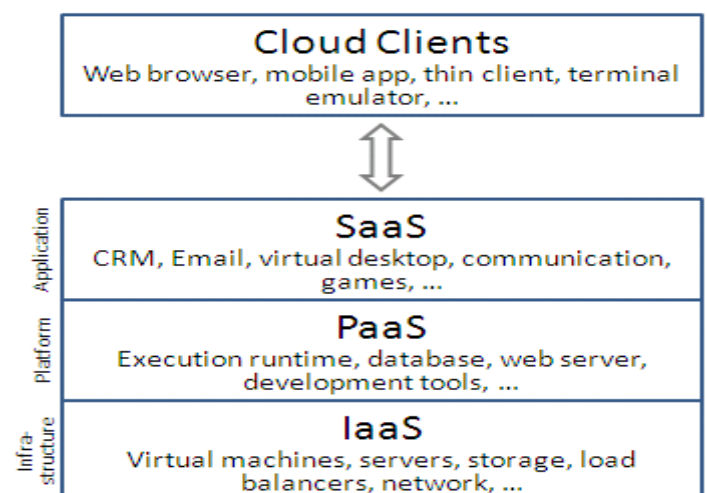 Cloud Clients
Web browser, mobile app, thin client, terminal
emulator, ...
Application
SaaS
CRM, Email, virtual desktop, communication,
games, ...
Platform
PaaS
Execution runtime, database, web server,
development tools, ...
Infra-
structure
IaaS
Virtual machines, servers, storage, load
balancers, network, ...